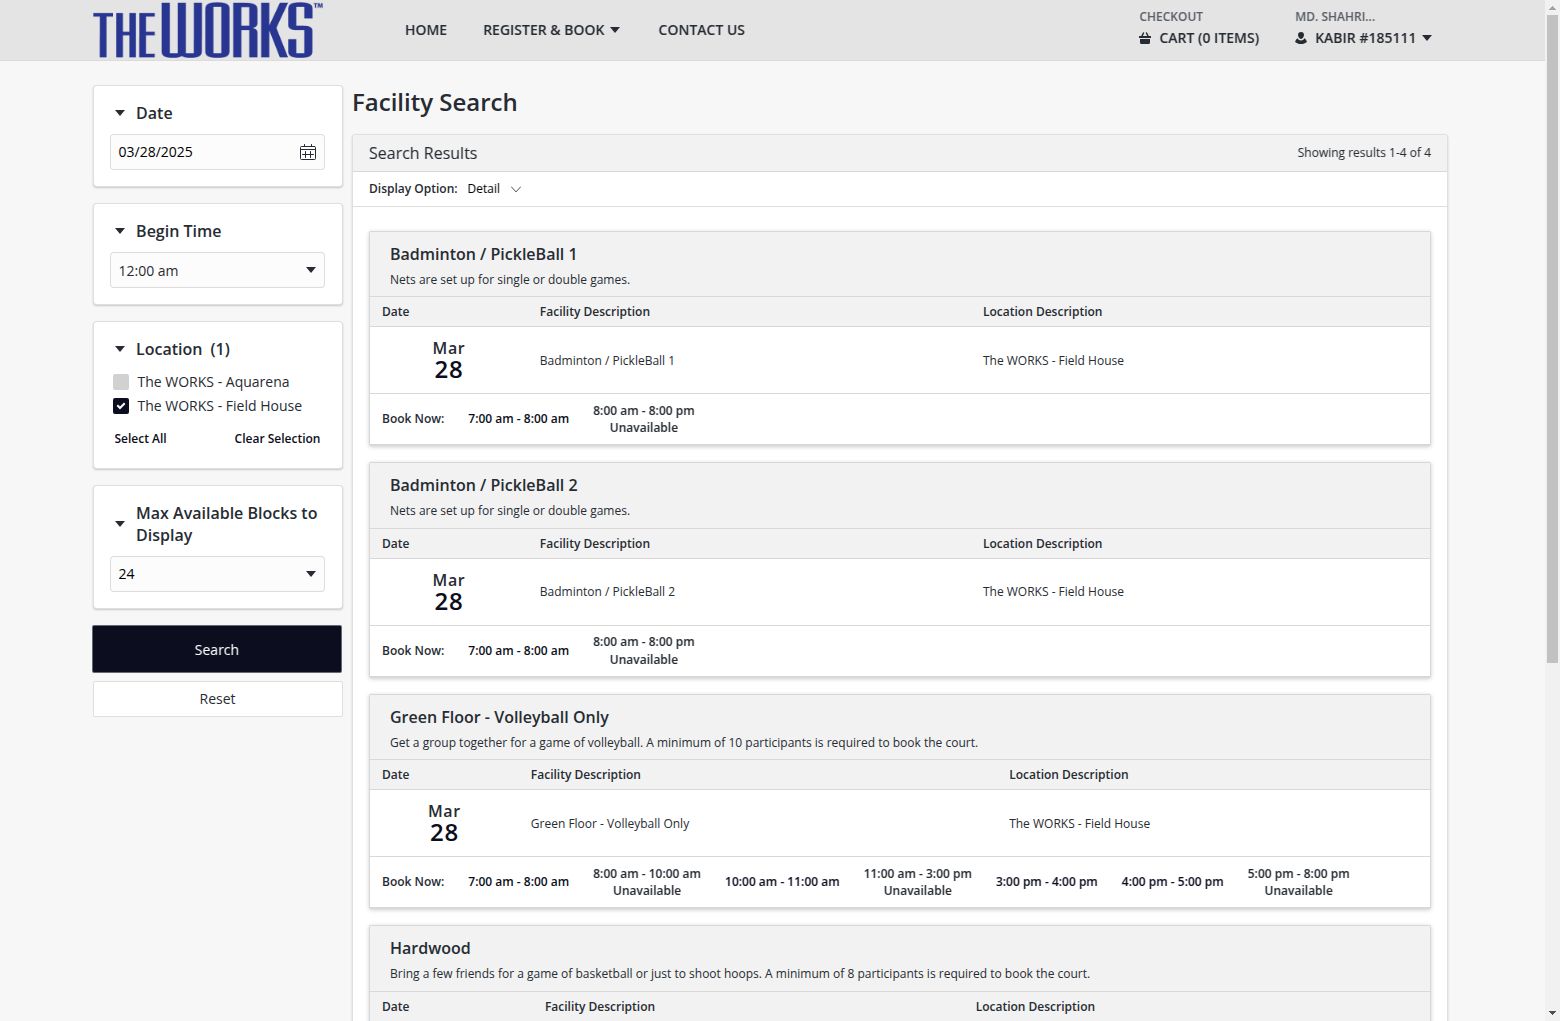 THE WORKS™
HOME
REGISTER & BOOK
CONTACT US
CHECKOUT
CART (0 ITEMS)
MD. SHAHRI...
KABIR #185111
Date
03/28/2025
Begin Time
12:00 am
Location (1)
The WORKS - Aquarena
The WORKS - Field House
Select All
Clear Selection
Max Available Blocks to
Display
24
Search
Reset
Facility Search
Search Results
Showing results 1-4 of 4
Display Option: Detail
Badminton / PickleBall 1
Nets are set up for single or double games.
Date Facility Description Location Description
Mar
28
Badminton / PickleBall 1
The WORKS - Field House
Book Now: 7:00 am - 8:00 am
8:00 am - 8:00 pm
Unavailable
Badminton / PickleBall 2
Nets are set up for single or double games.
Date Facility Description Location Description
Mar
28
Badminton / PickleBall 2
The WORKS - Field House
Book Now: 7:00 am - 8:00 am
8:00 am - 8:00 pm
Unavailable
Green Floor - Volleyball Only
Get a group together for a game of volleyball. A minimum of 10 participants is required to book the court.
Date Facility Description Location Description
Mar
28
Green Floor - Volleyball Only
The WORKS - Field House
Book Now: 7:00 am - 8:00 am
8:00 am - 10:00 am
Unavailable
10:00 am - 11:00 am
11:00 am - 3:00 pm
Unavailable
3:00 pm - 4:00 pm
4:00 pm - 5:00 pm
5:00 pm - 8:00 pm
Unavailable
Hardwood
Bring a few friends for a game of basketball or just to shoot hoops. A minimum of 8 participants is required to book the court.
Date Facility Description Location Description